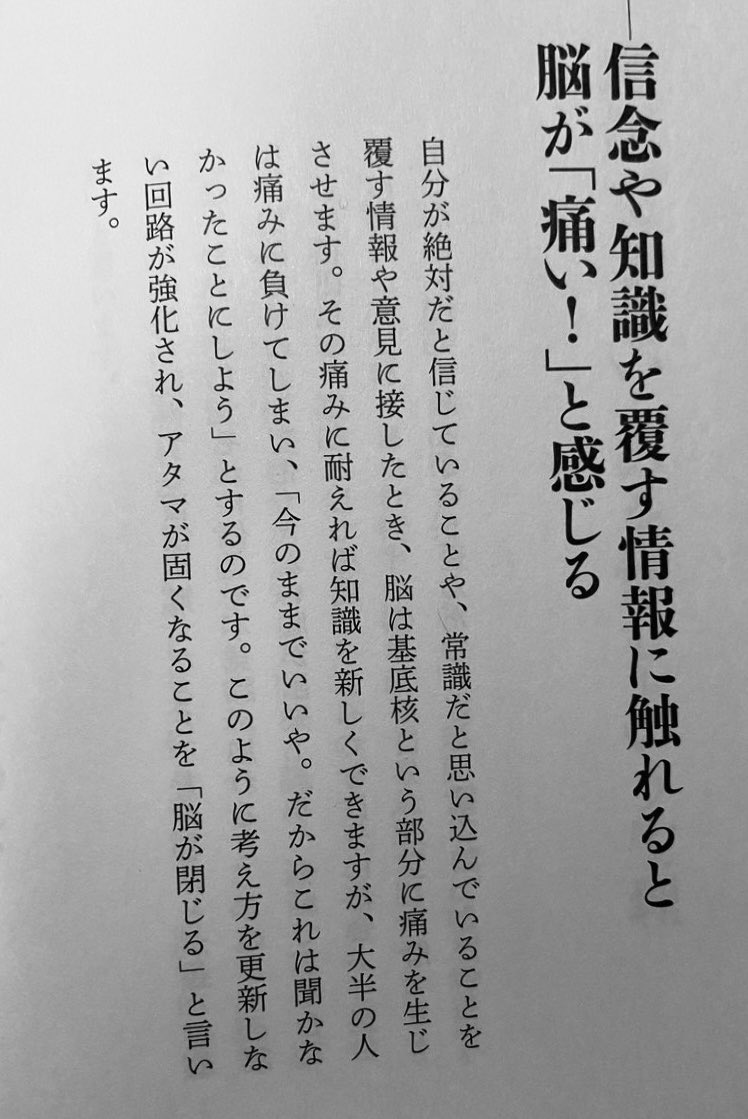 信念や知識を覆す情報に触れると
脳が「痛い！」と感じる
自分が絶対だと信じていることや、常識だと思い込んでいることを
覆す情報や意見に接したとき、脳は基底核という部分に痛みを生じ
させます。その痛みに耐えれば知識を新しくできますが、大半の人
は痛みに負けてしまい、「今のままでいいや。だからこれは聞かな
かったことにしよう」とするのです。このように考え方を更新しな
い回路が強化され、アタマが固くなることを「脳が閉じる」と言い
ます。